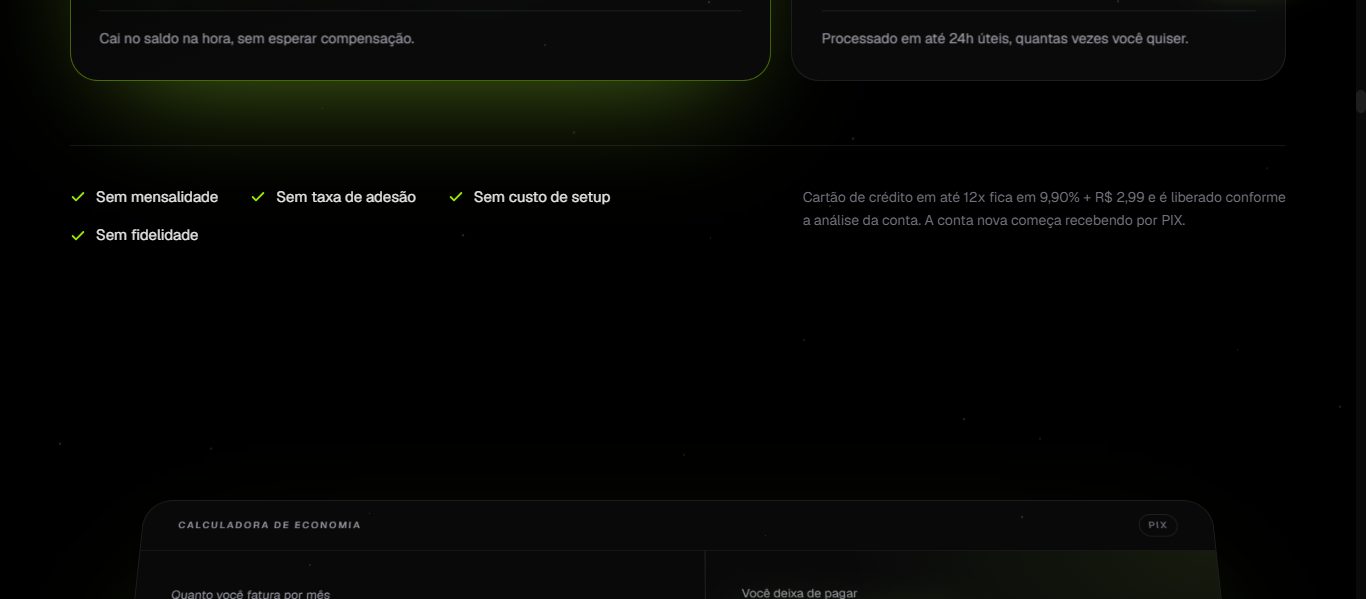 Cai no saldo na hora, sem esperar compensação.
Processado em até 24h úteis, quantas vezes você quiser.
Sem mensalidade
Sem taxa de adesão
Sem custo de setup
Sem fidelidade
Cartão de crédito em até 12x fica em 9,90% + R$ 2,99 e é liberado conforme
a análise da conta. A conta nova começa recebendo por PIX.
CALCULADORA DE ECONOMIA
PIX
Quanto você fatura por mês
Você deixa de pagar